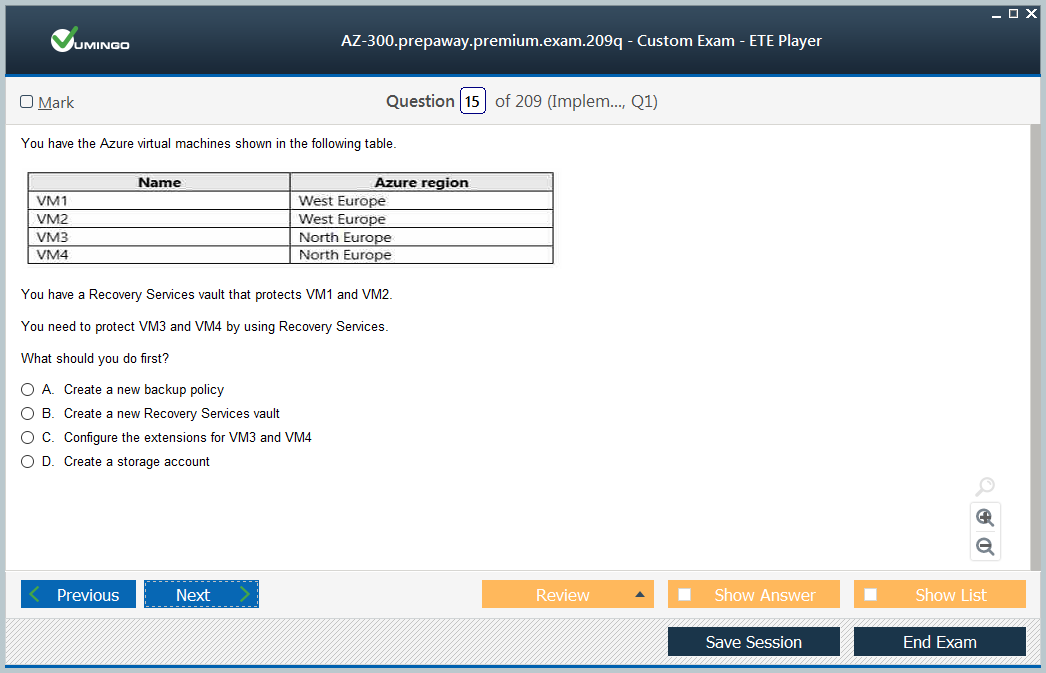 VUMINGO
AZ-300.prepaway.premium.exam.209q - Custom Exam - ETE Player
Mark
Question 15 of 209 (Implem..., Q1)
You have the Azure virtual machines shown in the following table.
Name Azure region
VM1 West Europe
VM2 West Europe
VM3 North Europe
VM4 North Europe
You have a Recovery Services vault that protects VM1 and VM2.
You need to protect VM3 and VM4 by using Recovery Services.
What should you do first?
A. Create a new backup policy
B. Create a new Recovery Services vault
C. Configure the extensions for VM3 and VM4
D. Create a storage account
Previous Next Review Show Answer Show List
Save Session End Exam